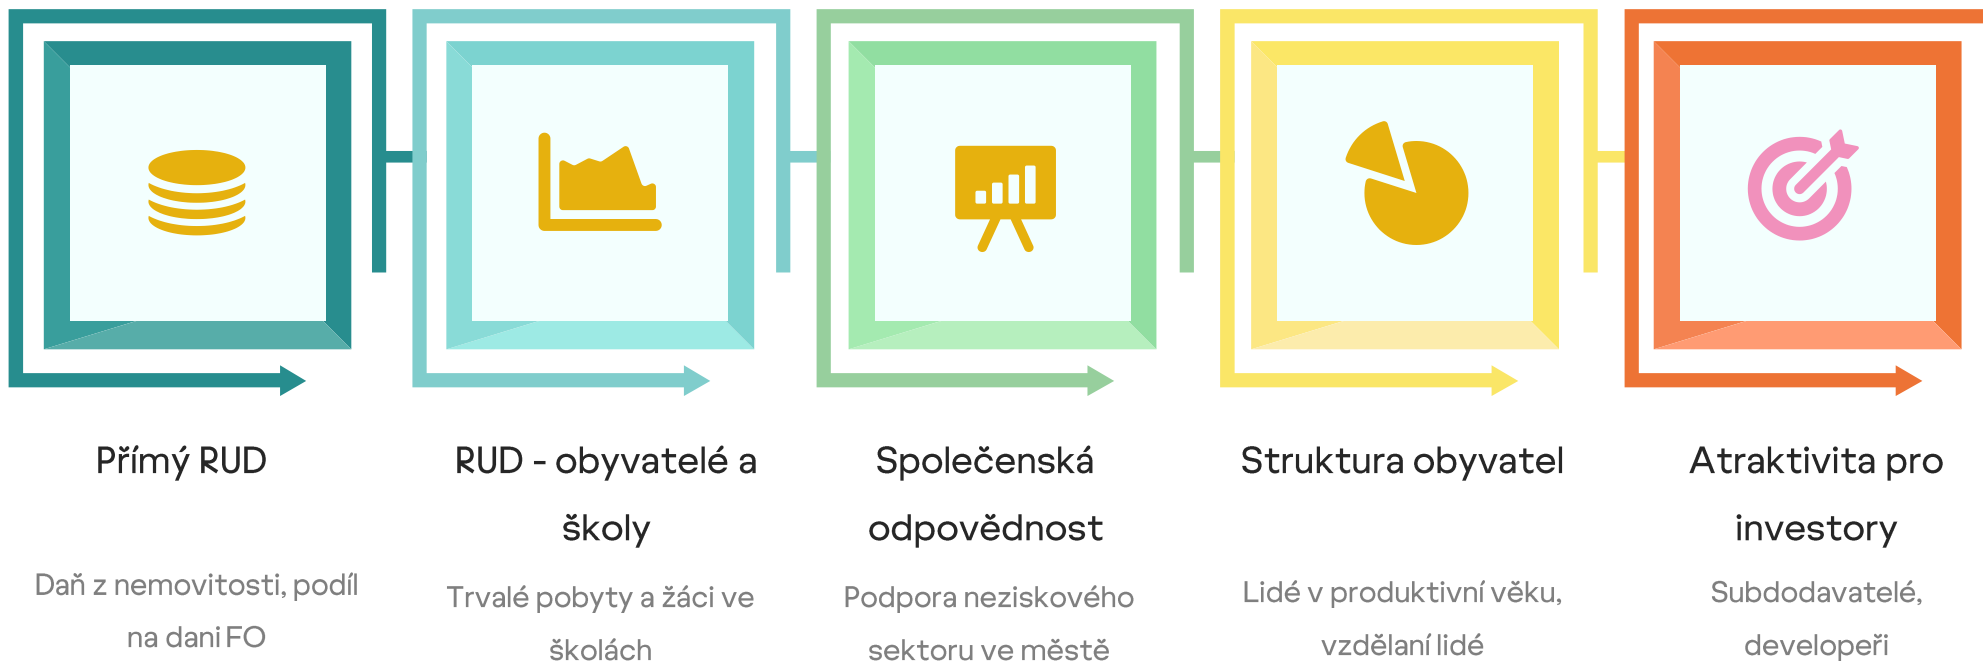 Přímý RUD
Daň z nemovitosti, podíl
na dani FO
RUD - obyvatelé a
školy
Trvalé pobyty a žáci ve
školách
Společenská
odpovědnost
Podpora neziskového
sektoru ve městě
Struktura obyvatel
Lidé v produktivní věku,
vzdělaní lidé
Atraktivita pro
investory
Subdodavatelé,
developeři